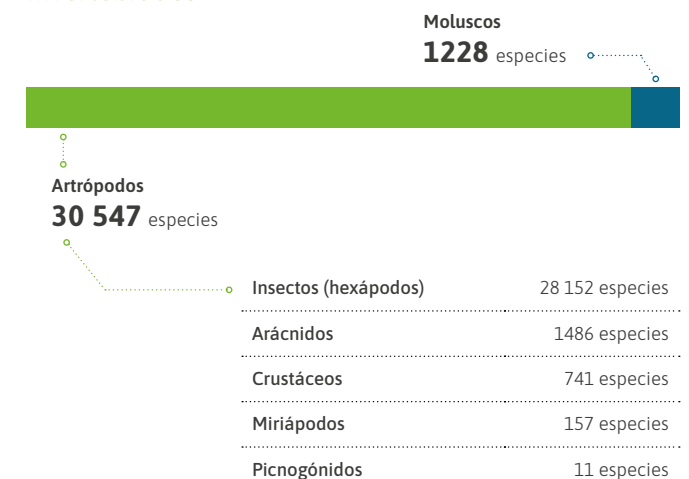 Moluscos
1228 especies
Artrópodos
30 547 especies
Insectos (hexápodos) 28 152 especies
Arácnidos 1486 especies
Crustáceos 741 especies
Miriápodos 157 especies
Picnogónidos 11 especies